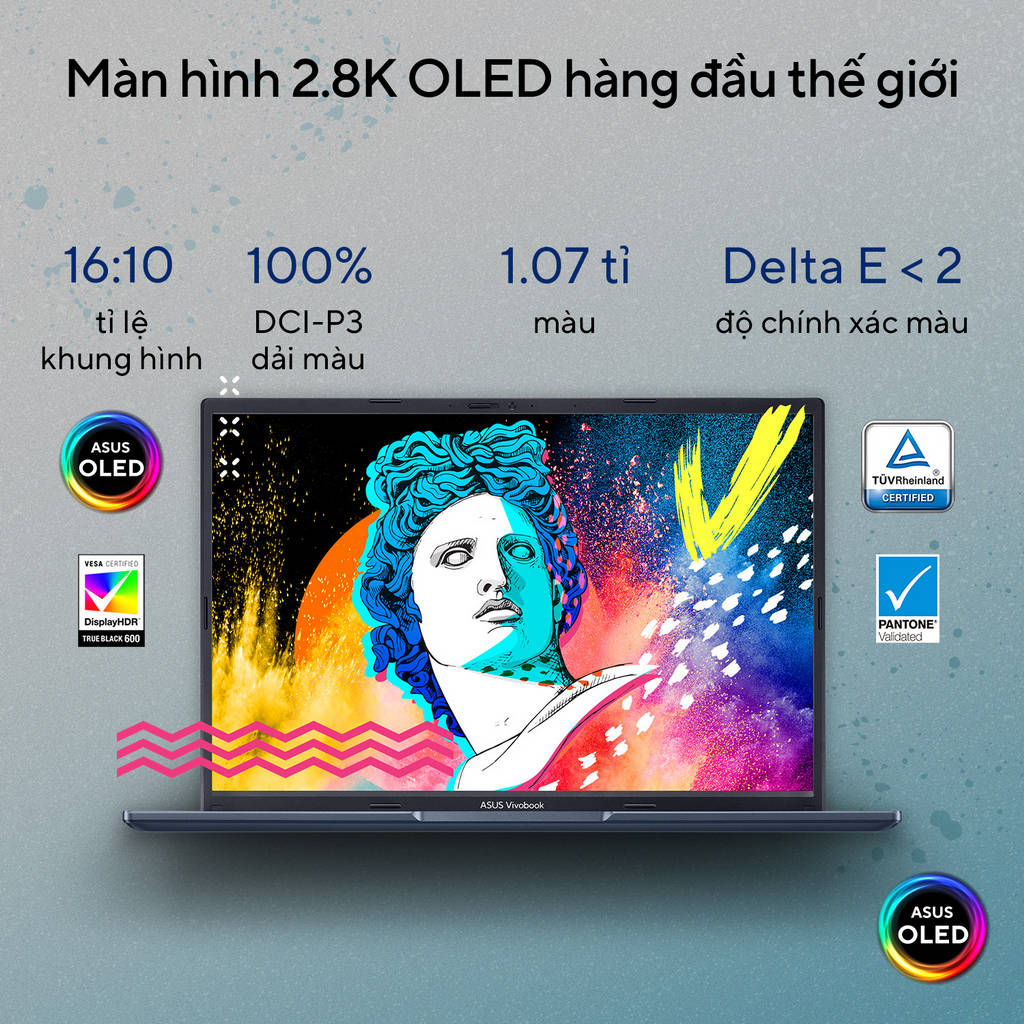 Màn hình 2.8K OLED hàng đầu thế giới
16:10
tỉ lệ
khung hình
100%
DCI-P3
dải màu
1.07 tỉ
màu
Delta E < 2
độ chính xác màu
ASUS
OLED
TÜVRheinland®
CERTIFIED
VESA CERTIFIED
DisplayHDR™
TRUE BLACK 600
PANTONE®
Validated
ASUS Vivobook
ASUS
OLED